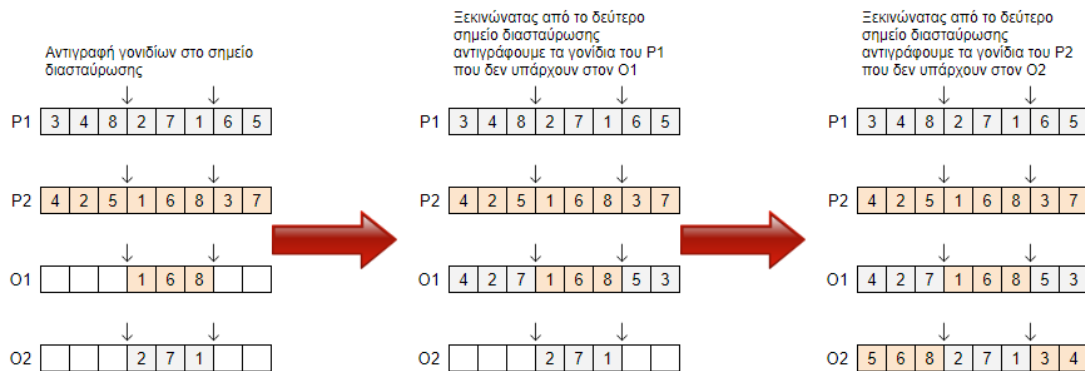 Αντιγραφή γονιδίων στο σημείο
διασταύρωσης
P1 3 4 8 2 7 1 6 5
P2 4 2 5 1 6 8 3 7
O1 1 6 8
O2 2 7 1
Ξεκινώνατας από το δεύτερο
σημείο διασταύρωσης
αντιγράφουμε τα γονίδια του P1
που δεν υπάρχουν στον O1
P1 3 4 8 2 7 1 6 5
P2 4 2 5 1 6 8 3 7
O1 4 2 7 1 6 8 5 3
O2 2 7 1
Ξεκινώνατας από το δεύτερο
σημείο διασταύρωσης
αντιγράφουμε τα γονίδια του P2
που δεν υπάρχουν στον O2
P1 3 4 8 2 7 1 6 5
P2 4 2 5 1 6 8 3 7
O1 4 2 7 1 6 8 5 3
O2 5 6 8 2 7 1 3 4